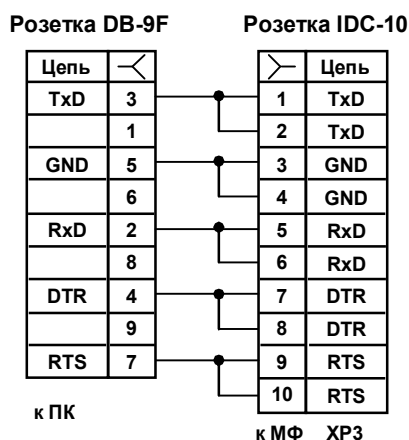 Розетка DB-9F Розетка IDC-10
Цепь Цепь
TxD 3 1 TxD
1 2 TxD
GND 5 3 GND
6 4 GND
RxD 2 5 RxD
8 6 RxD
DTR 4 7 DTR
9 8 DTR
RTS 7 9 RTS
10 RTS
к ПК
к МФ XP3